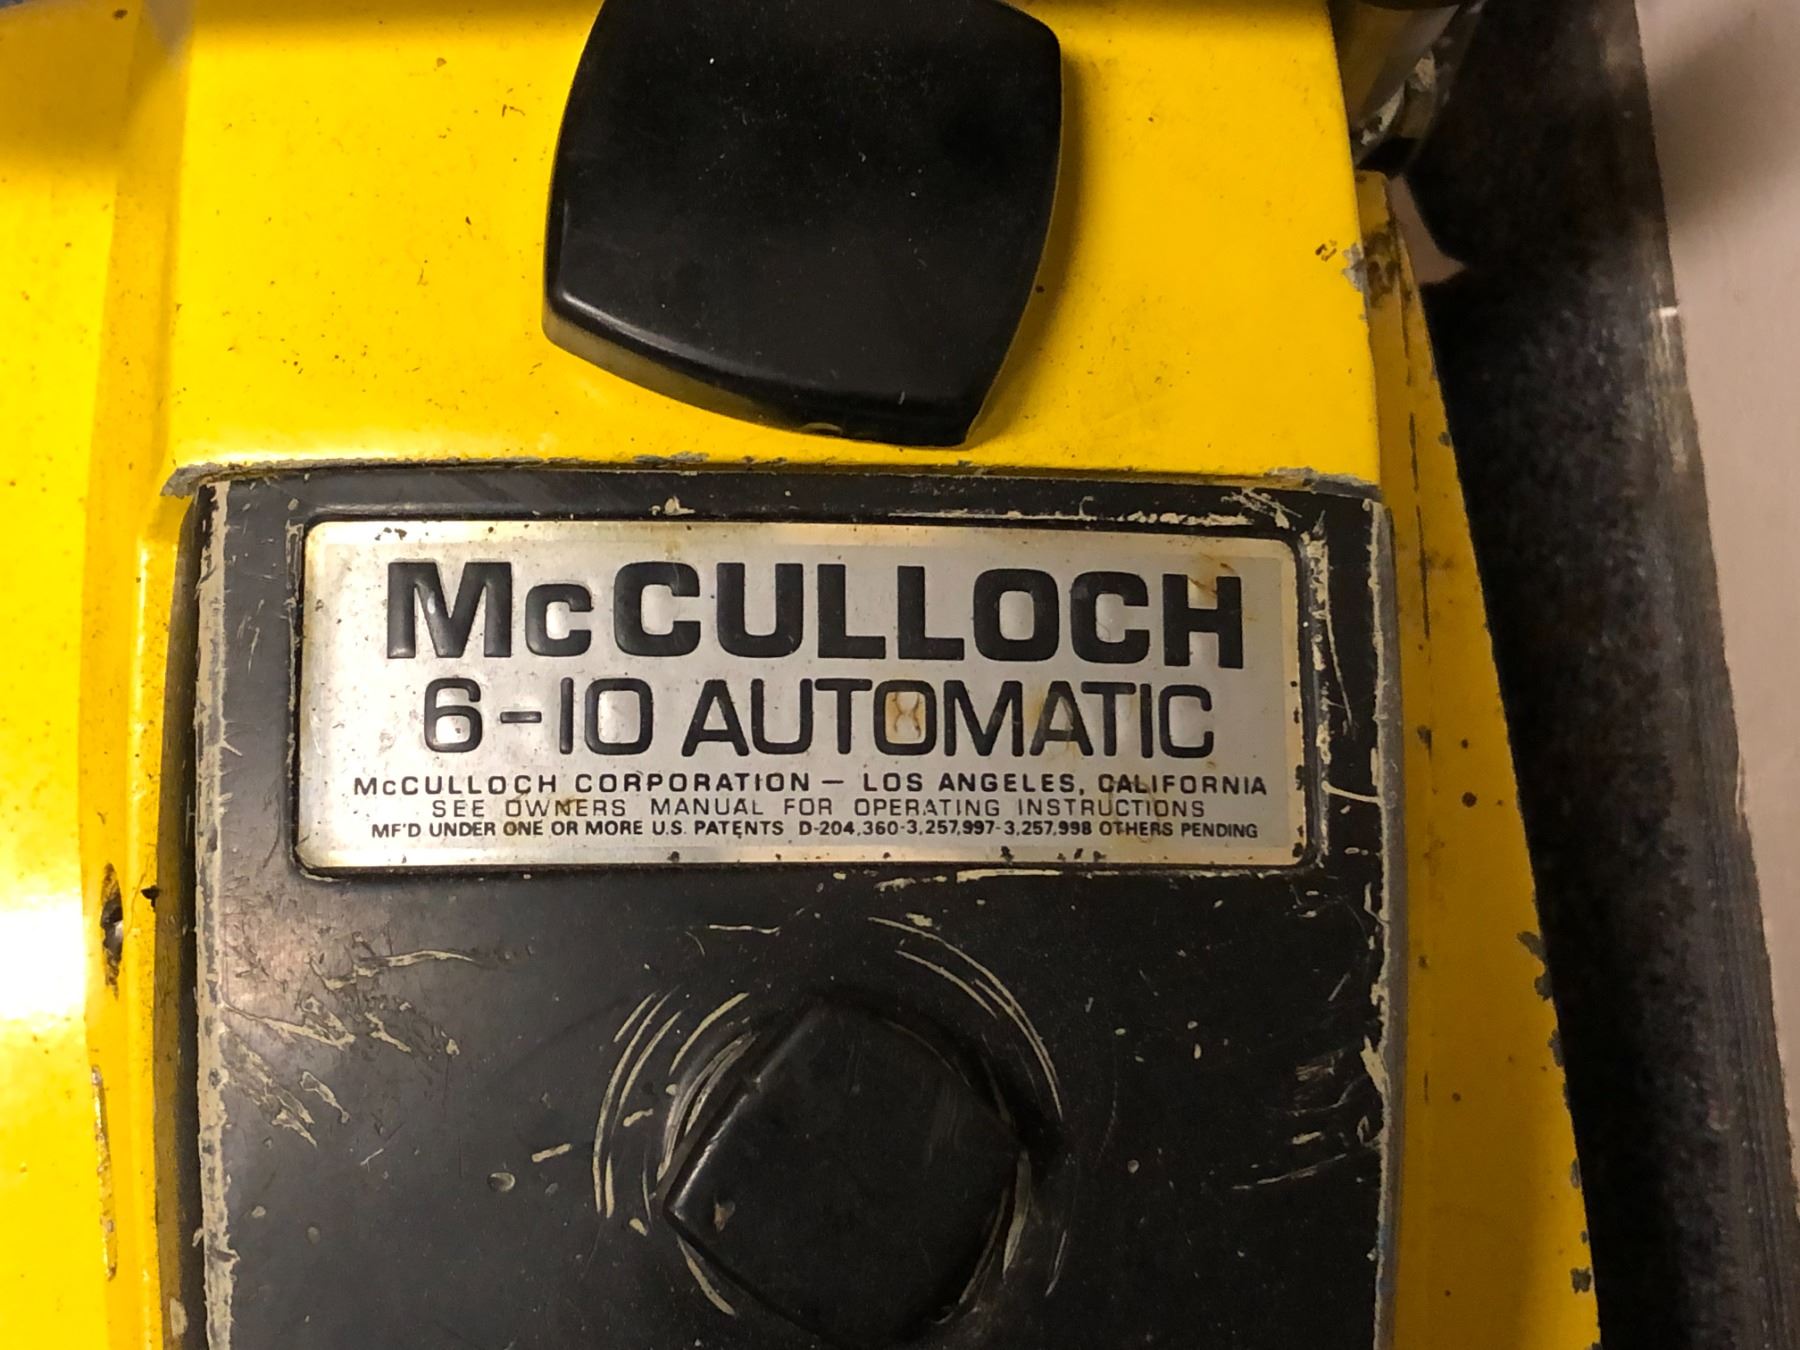 McCULLOCH
6-10 AUTOMATIC
McCULLOCH CORPORATION — LOS ANGELES, CALIFORNIA
SEE OWNERS MANUAL FOR OPERATING INSTRUCTIONS
MF'D UNDER ONE OR MORE U.S. PATENTS D-204,360-3,257,997-3,257,998 OTHERS PENDING